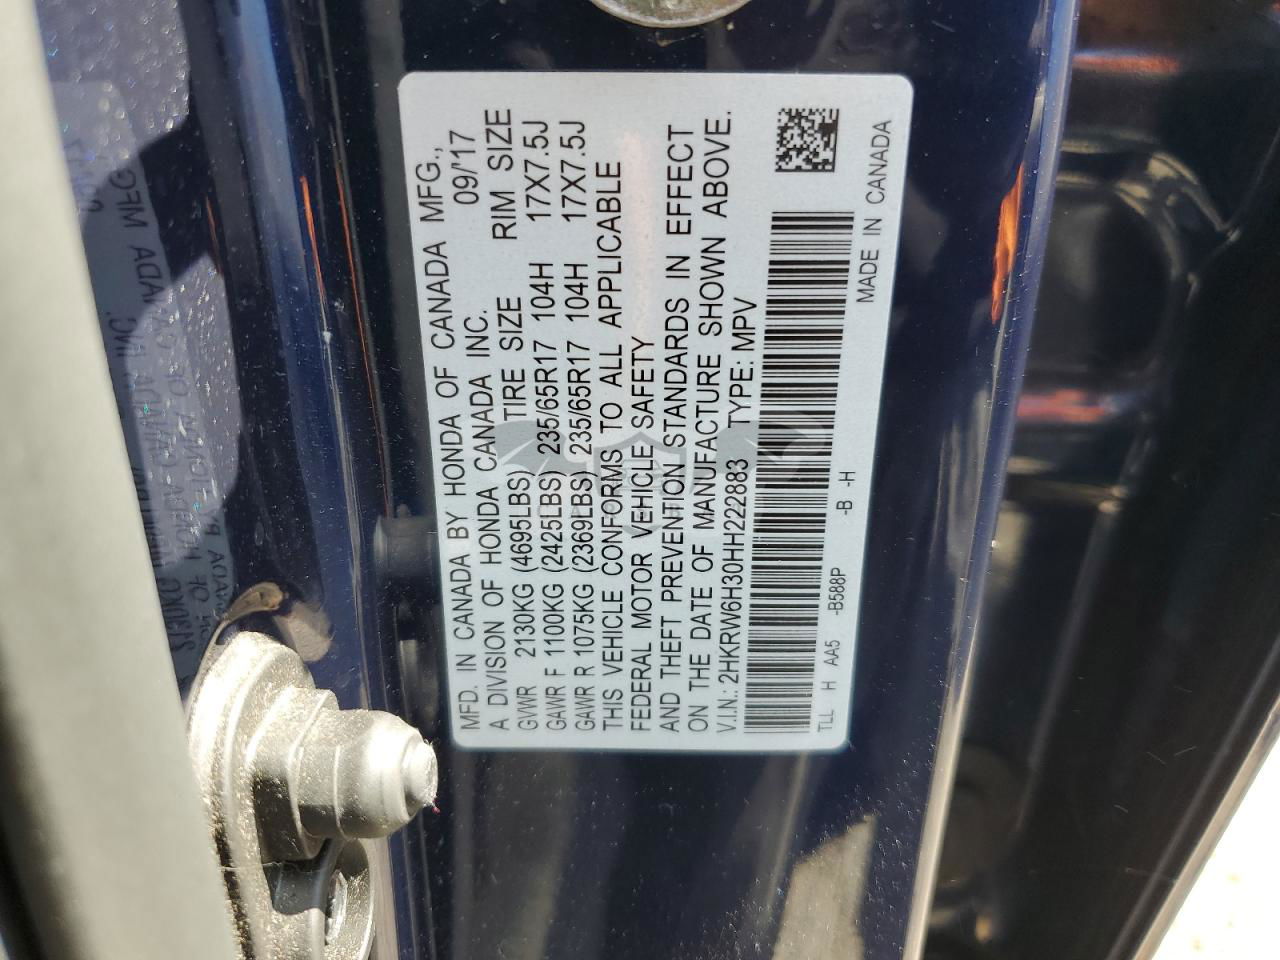 MFD. IN CANADA BY HONDA OF CANADA MFG.,
A DIVISION OF HONDA CANADA INC. 09/'17
GVWR 2130KG (4695LBS) TIRE SIZE RIM SIZE
GAWR F 1100KG (2425LBS) 235/65R17 104H 17X7.5J
GAWR R 1075KG (2369LBS) 235/65R17 104H 17X7.5J
THIS VEHICLE CONFORMS TO ALL APPLICABLE
FEDERAL MOTOR VEHICLE SAFETY
AND THEFT PREVENTION STANDARDS IN EFFECT
ON THE DATE OF MANUFACTURE SHOWN ABOVE.
V.I.N.: 2HKRW6H30HH222883 TYPE: MPV
TLL H AA5 -B588P -B -H MADE IN CANADA